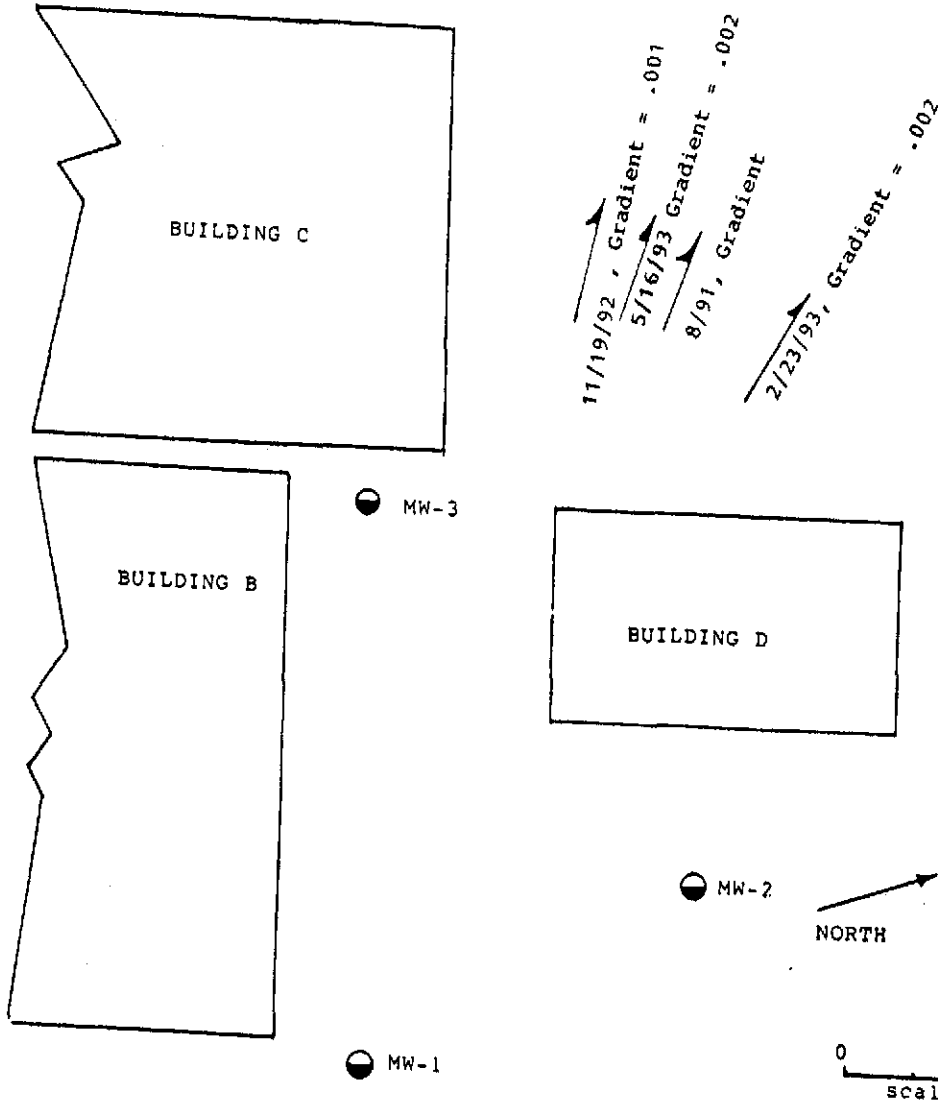 BUILDING C
11/19/92 , Gradient = .001
5/16/93 Gradient = .002
8/91, Gradient
2/23/93, Gradient = .002
MW-3
BUILDING B
BUILDING D
MW-2
NORTH
MW-1
0
scal